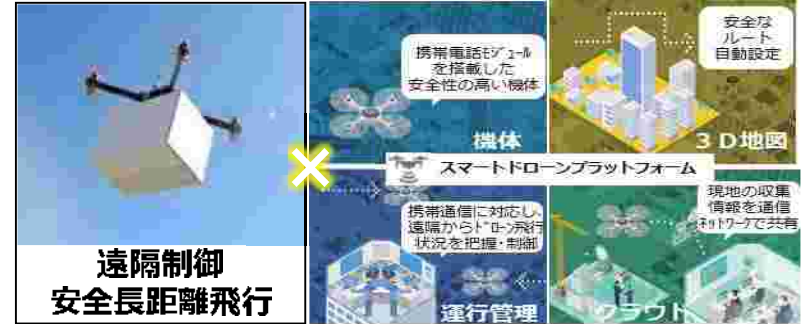 遠隔制御
安全長距離飛行
携帯電話モジュール
を搭載した
安全性の高い機体
機体
安全な
ルート
自動設定
3D地図
スマートドローンプラットフォーム
携帯通信に対応し、
遠隔からドローン飛行
状況を把握・制御
運行管理
現地の収集
情報を通信
ネットワークで共有
クラウド